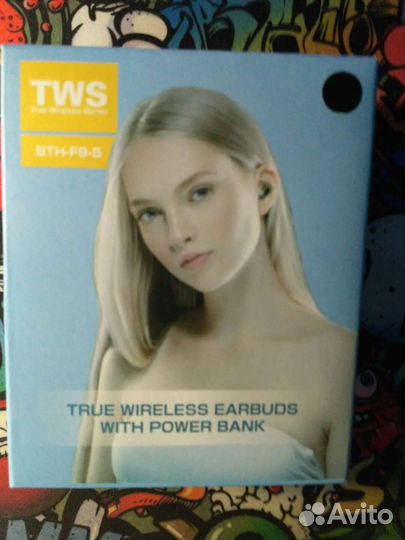 TWS
True Wireless Stereo
BTH-F9-5
TRUE WIRELESS EARBUDS
WITH POWER BANK
Avito